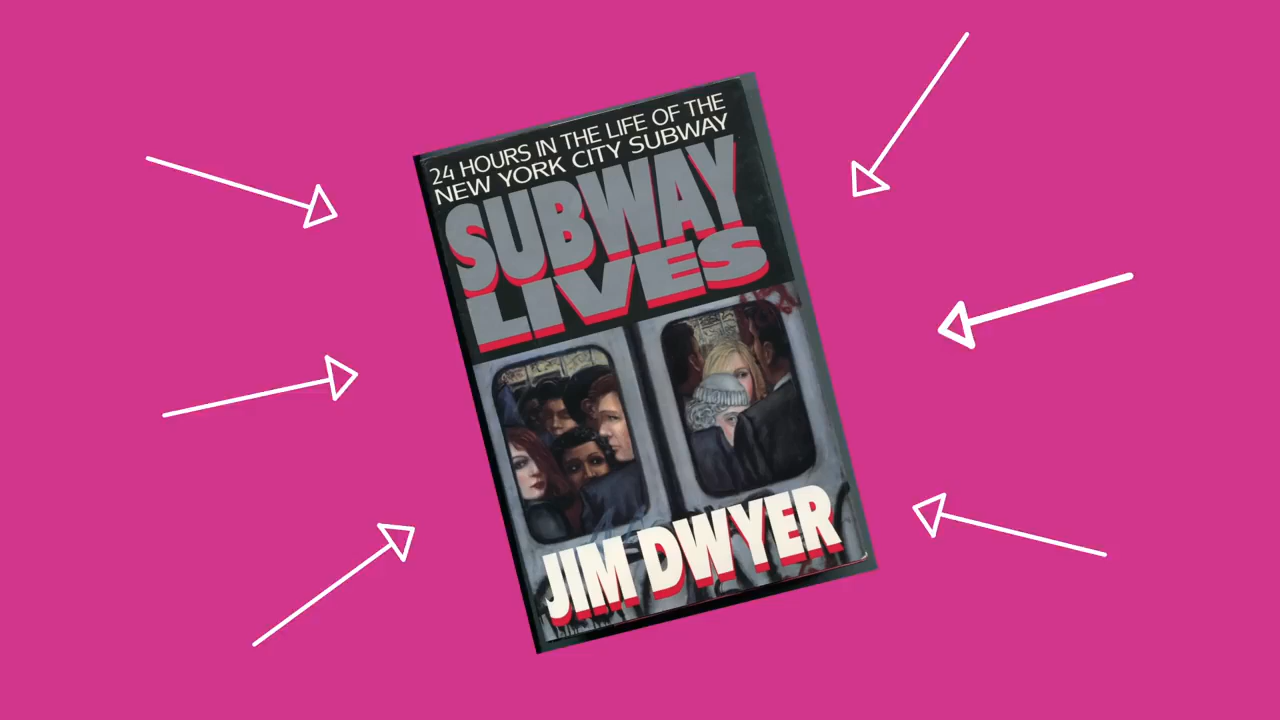 24 HOURS IN THE LIFE OF THE
NEW YORK CITY SUBWAY
SUBWAY
LIVES
JIM DWYER